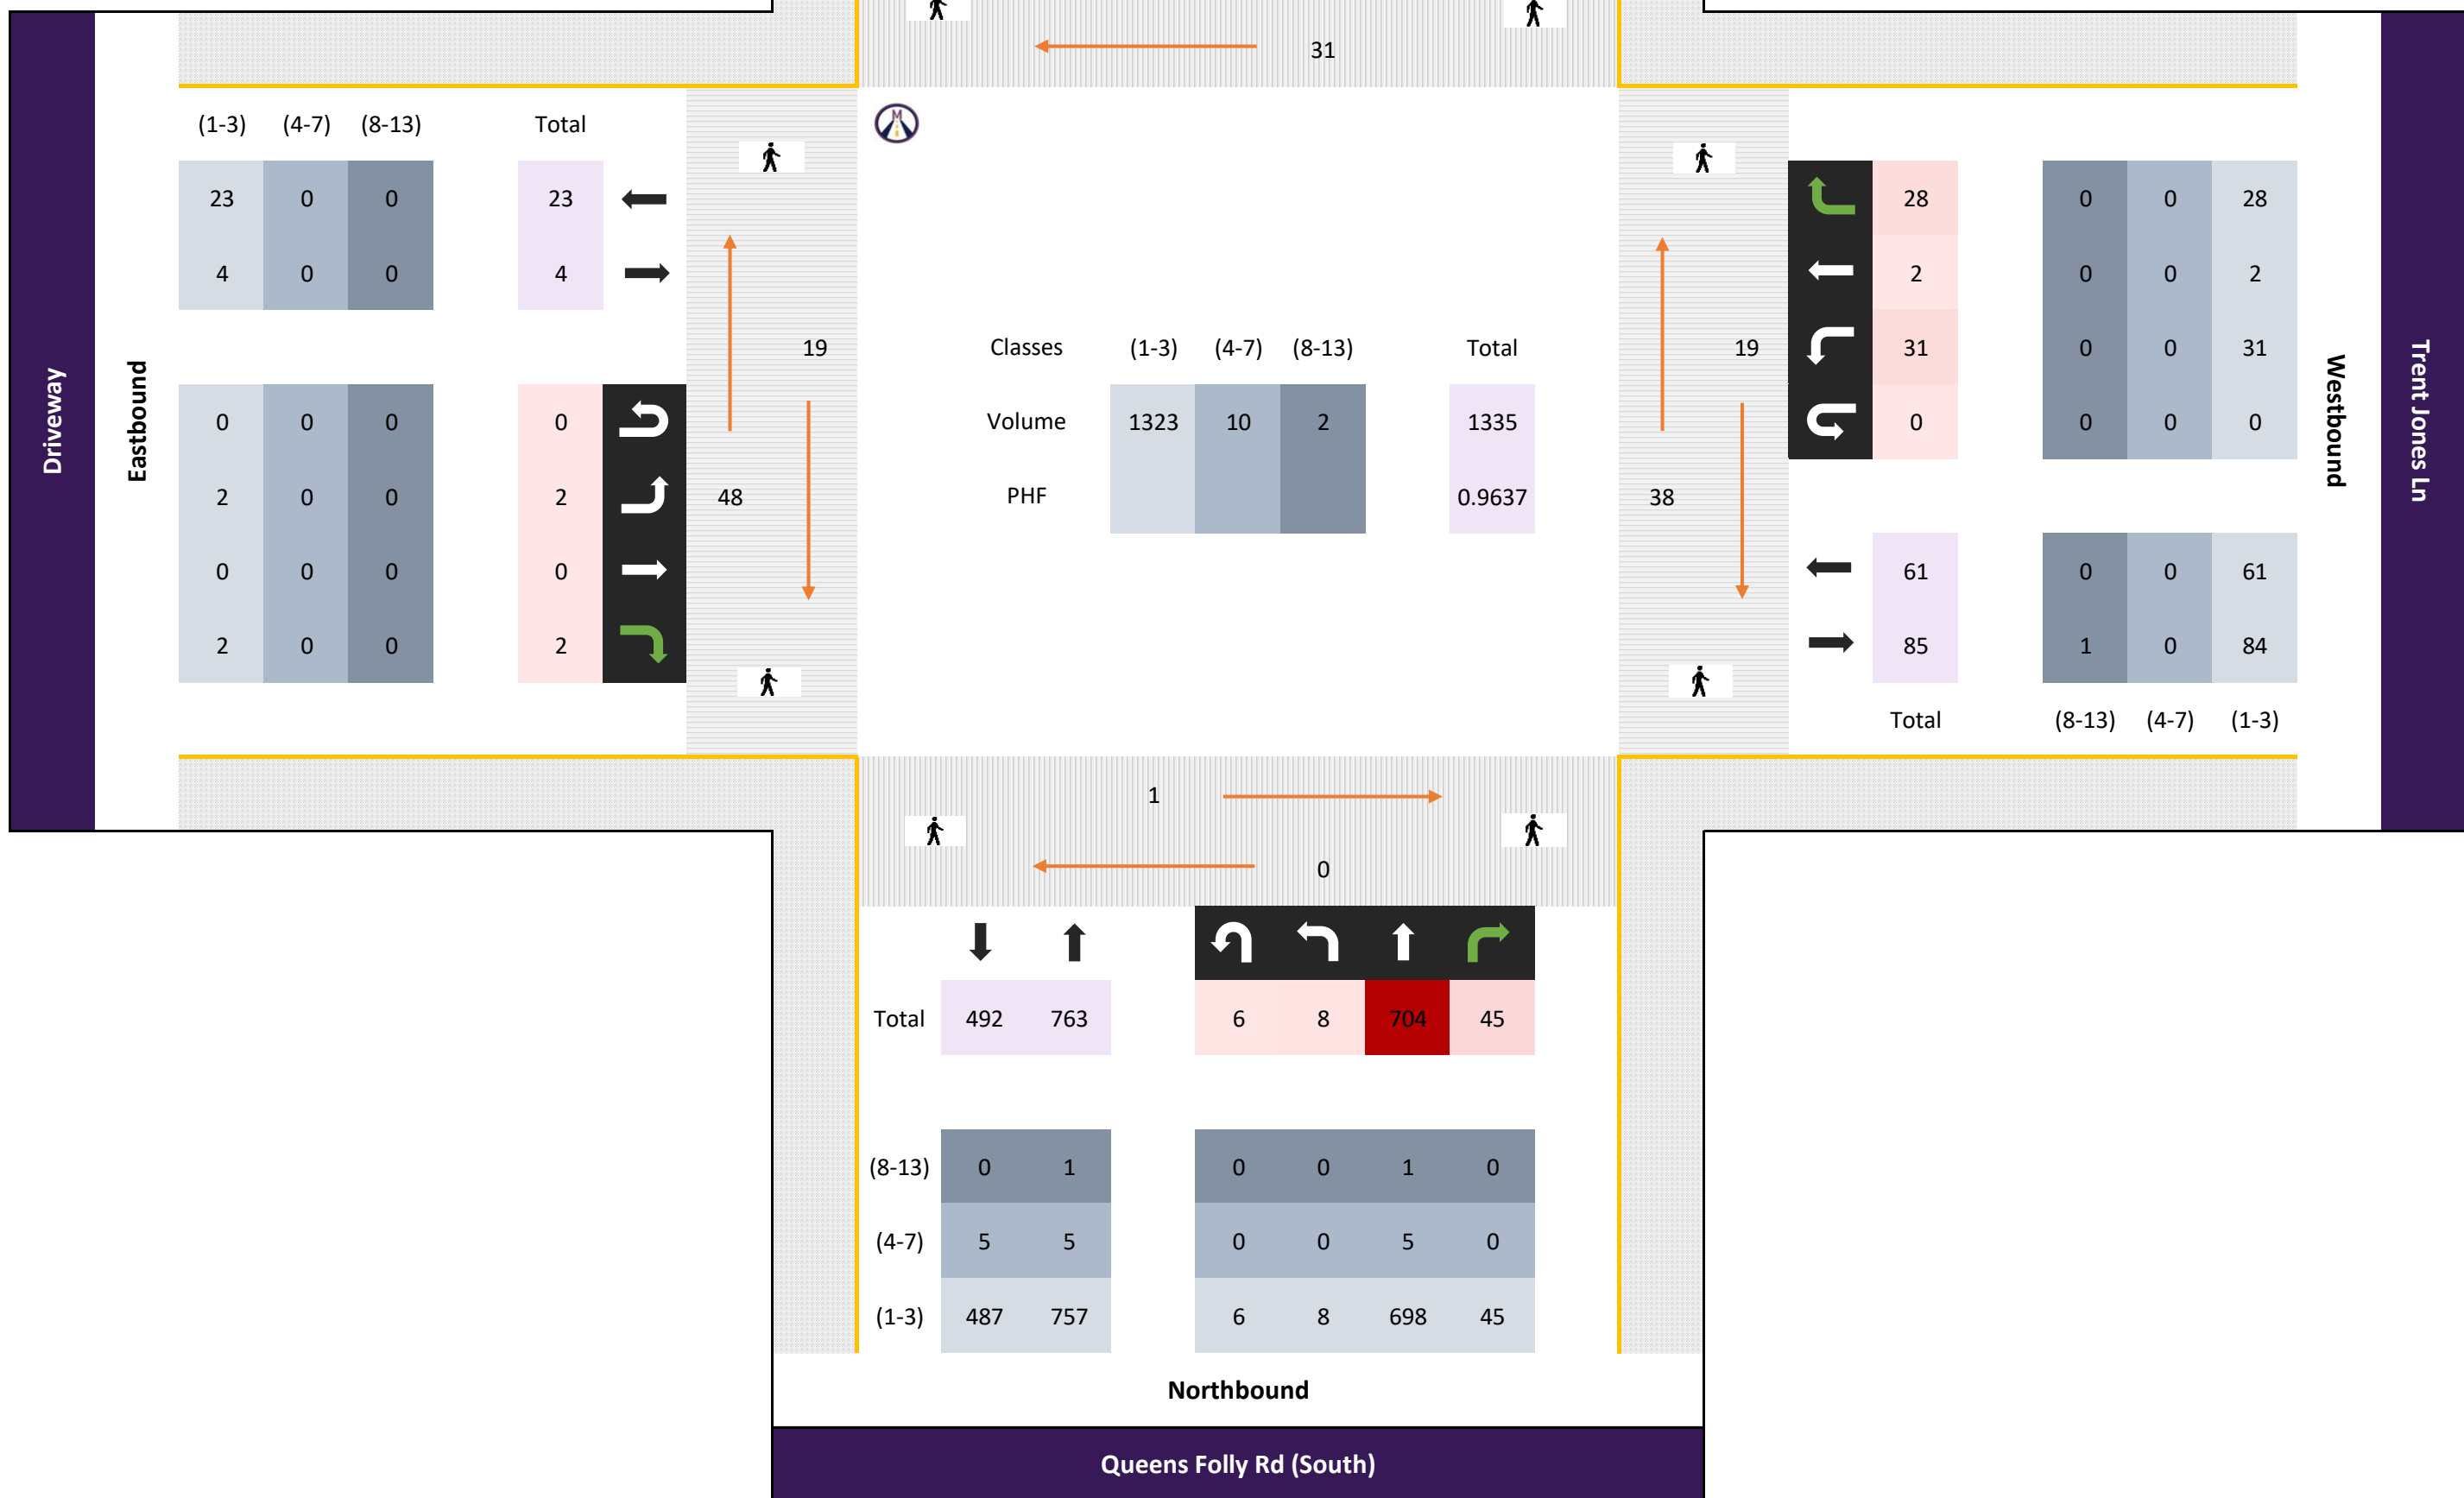 31
(1-3) (4-7) (8-13) Total
23 0 0 23
4 0 0 4
0 0 0 0
2 0 0 2
0 0 0 0
2 0 0 2
Driveway
Eastbound
19
48
Classes (1-3) (4-7) (8-13) Total
Volume 1323 10 2 1335
PHF 0.9637
19
38
28 0 0 28
2 0 0 2
31 0 0 31
0 0 0 0
61 0 0 61
85 1 0 84
Total (8-13) (4-7) (1-3)
Westbound
Trent Jones Ln
1
0
Total 492 763 6 8 704 45
(8-13) 0 1 0 0 1 0
(4-7) 5 5 0 0 5 0
(1-3) 487 757 6 8 698 45
Northbound
Queens Folly Rd (South)